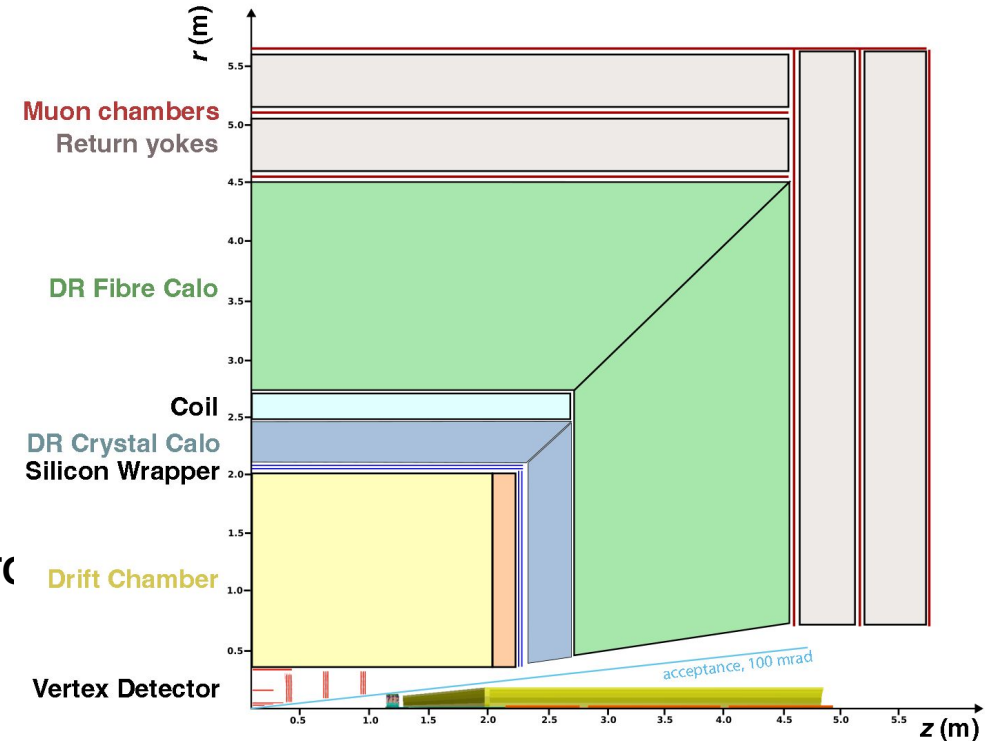 r (m)
5.5
Muon chambers
5.0
Return yokes
4.5
4.0
DR Fibre Calo
3.5
3.0
Coil
2.5
DR Crystal Calo
Silicon Wrapper
2.0
1.5
Drift Chamber
1.0
0.5
acceptance, 100 mrad
Vertex Detector
0.5 1.0 1.5 2.0 2.5 3.0 3.5 4.0 4.5 5.0 5.5
z (m)